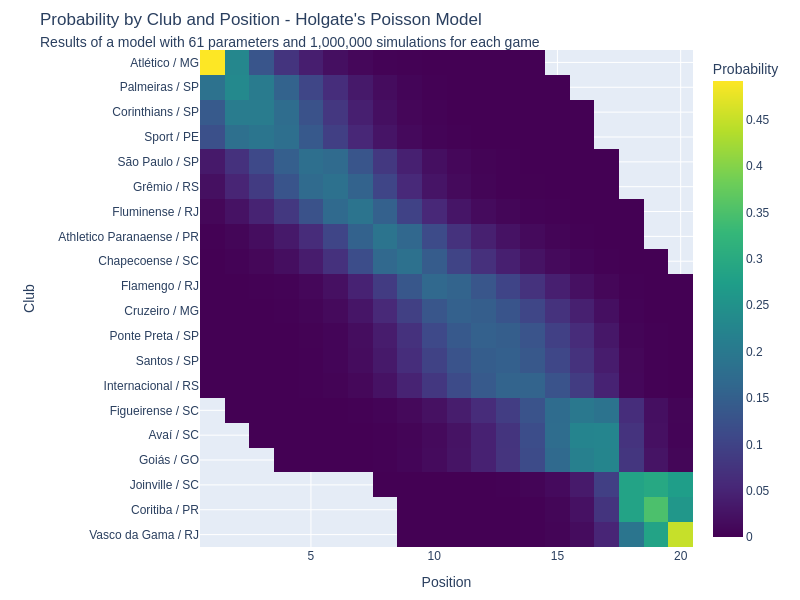 Probability by Club and Position - Holgate's Poisson Model
Results of a model with 61 parameters and 1,000,000 simulations for each game
Probability
Atlético / MG
Palmeiras / SP
Corinthians / SP
Sport / PE
São Paulo / SP
Grêmio / RS
Fluminense / RJ
Athletico Paranaense / PR
Chapecoense / SC
Flamengo / RJ
Cruzeiro / MG
Ponte Preta / SP
Santos / SP
Internacional / RS
Figueirense / SC
Avaí / SC
Goiás / GO
Joinville / SC
Coritiba / PR
Vasco da Gama / RJ
Club
5
10
15
20
Position
0.45
0.4
0.35
0.3
0.25
0.2
0.15
0.1
0.05
0